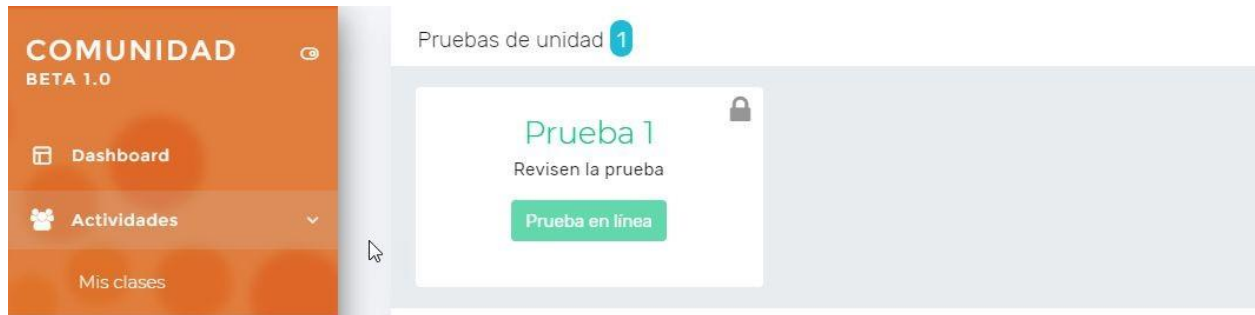 COMUNIDAD
BETA 1.0
Dashboard
Actividades
Mis clases
Pruebas de unidad 1
Prueba 1
Revisen la prueba
Prueba en línea